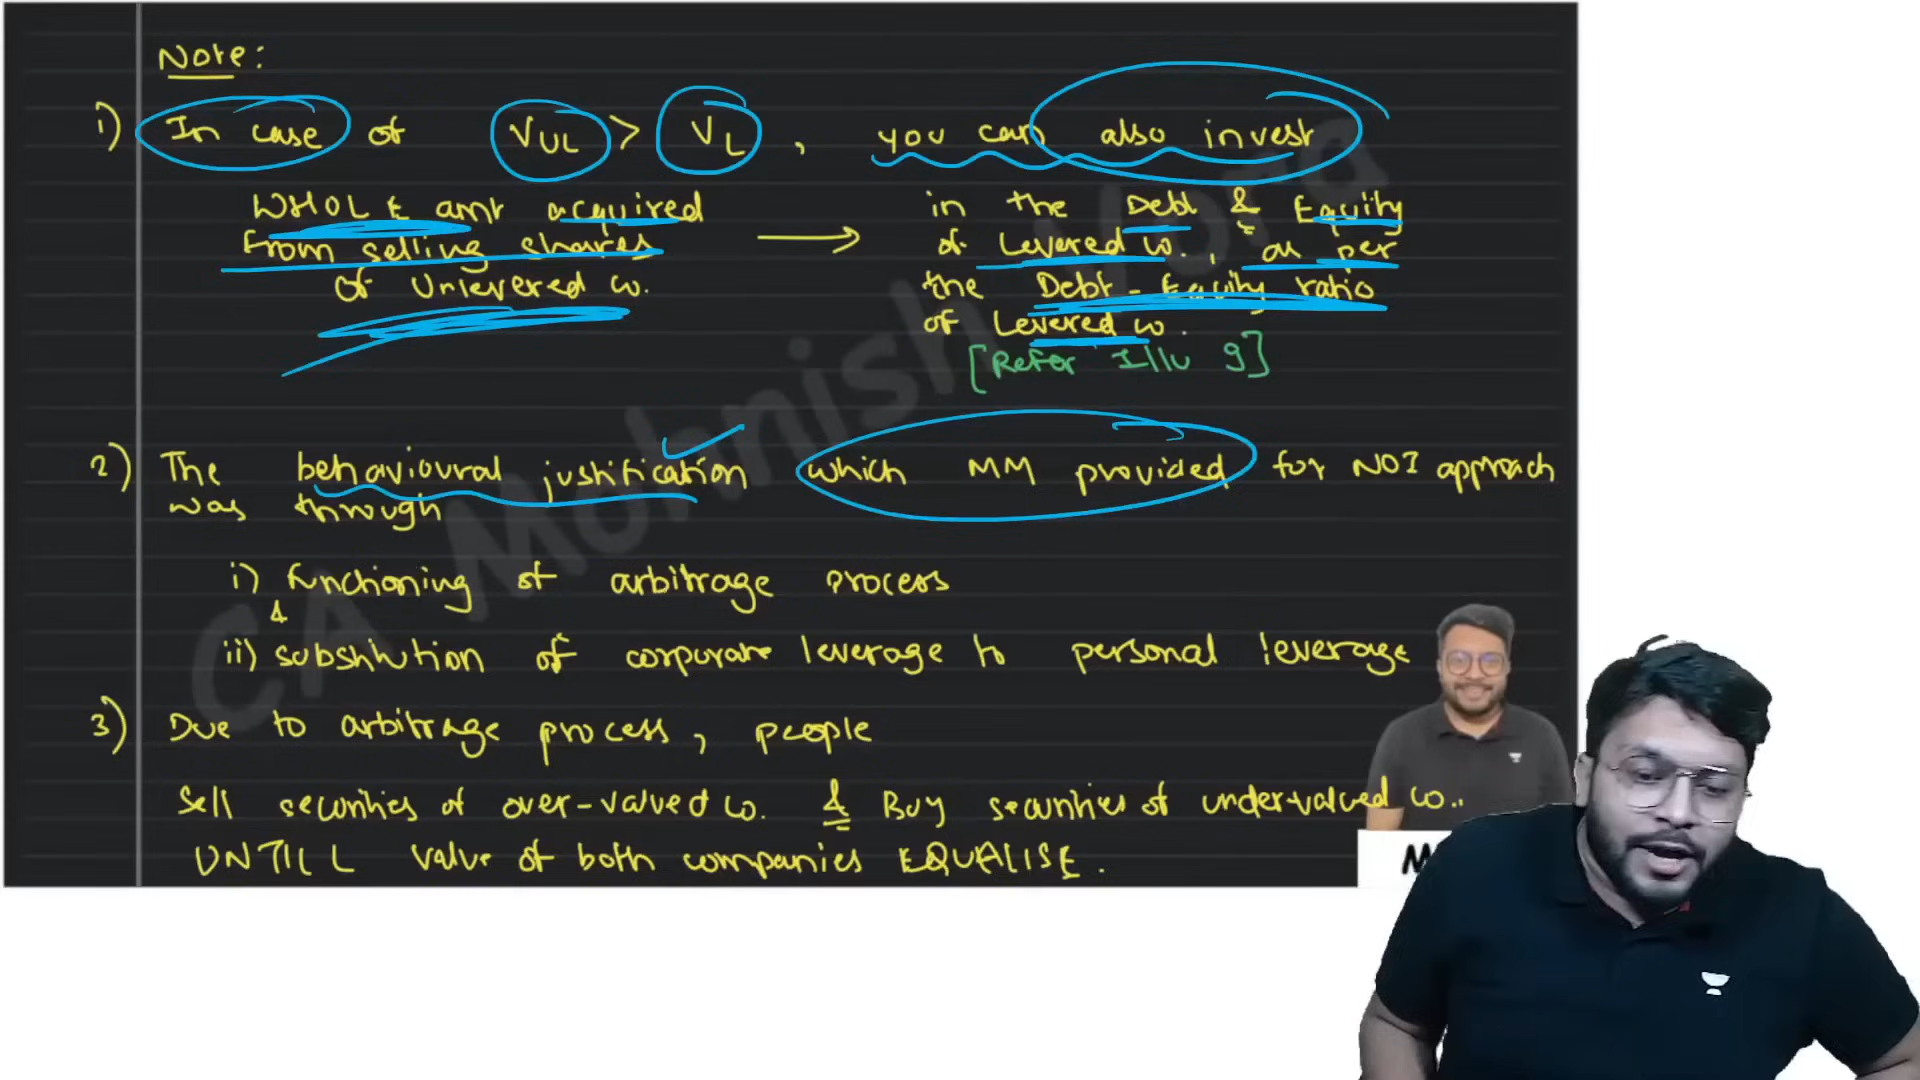 Note:
1) In case of VUL > VL , you can also invest
WHOLE amt acquired from selling shares of Unlevered co. → in the Debt & Equity of Levered co., as per the Debt - Equity ratio of Levered co.
[Refer Illu 9]
2) The behavioural justification which MM provided for NOI approach
was through
i) functioning of arbitrage process
&
ii) substitution of corporate leverage to personal leverage
3) Due to arbitrage process, people
Sell securities of over-valued co. & Buy securities of undervalued co..
UNTILL value of both companies EQUALISE.
CA Mohnish Vora
M